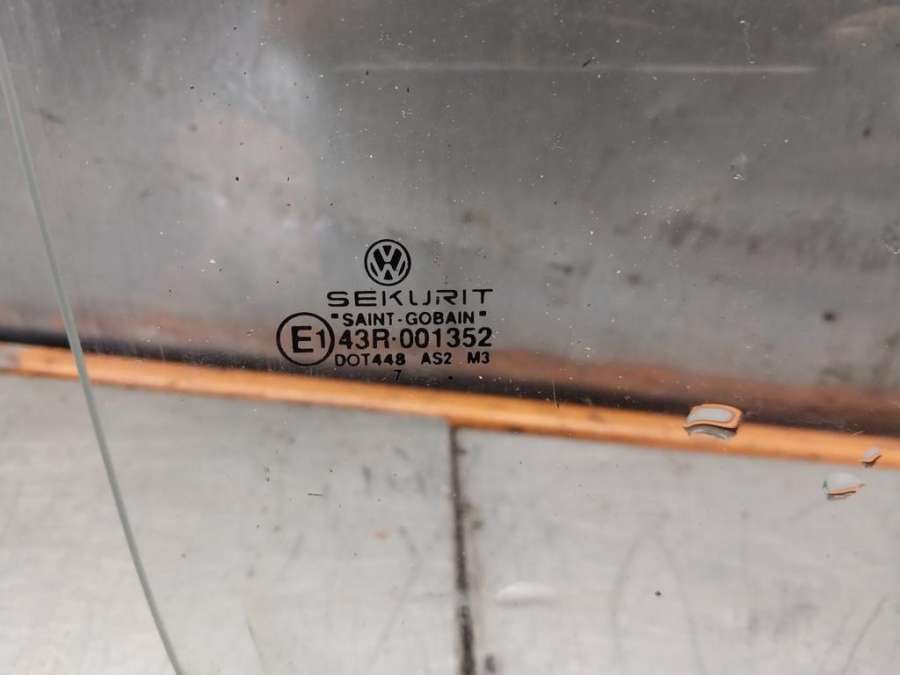 VW
SEKURIT
"SAINT-GOBAIN"
E1 43R·001352
DOT448 AS2 M3
7 .